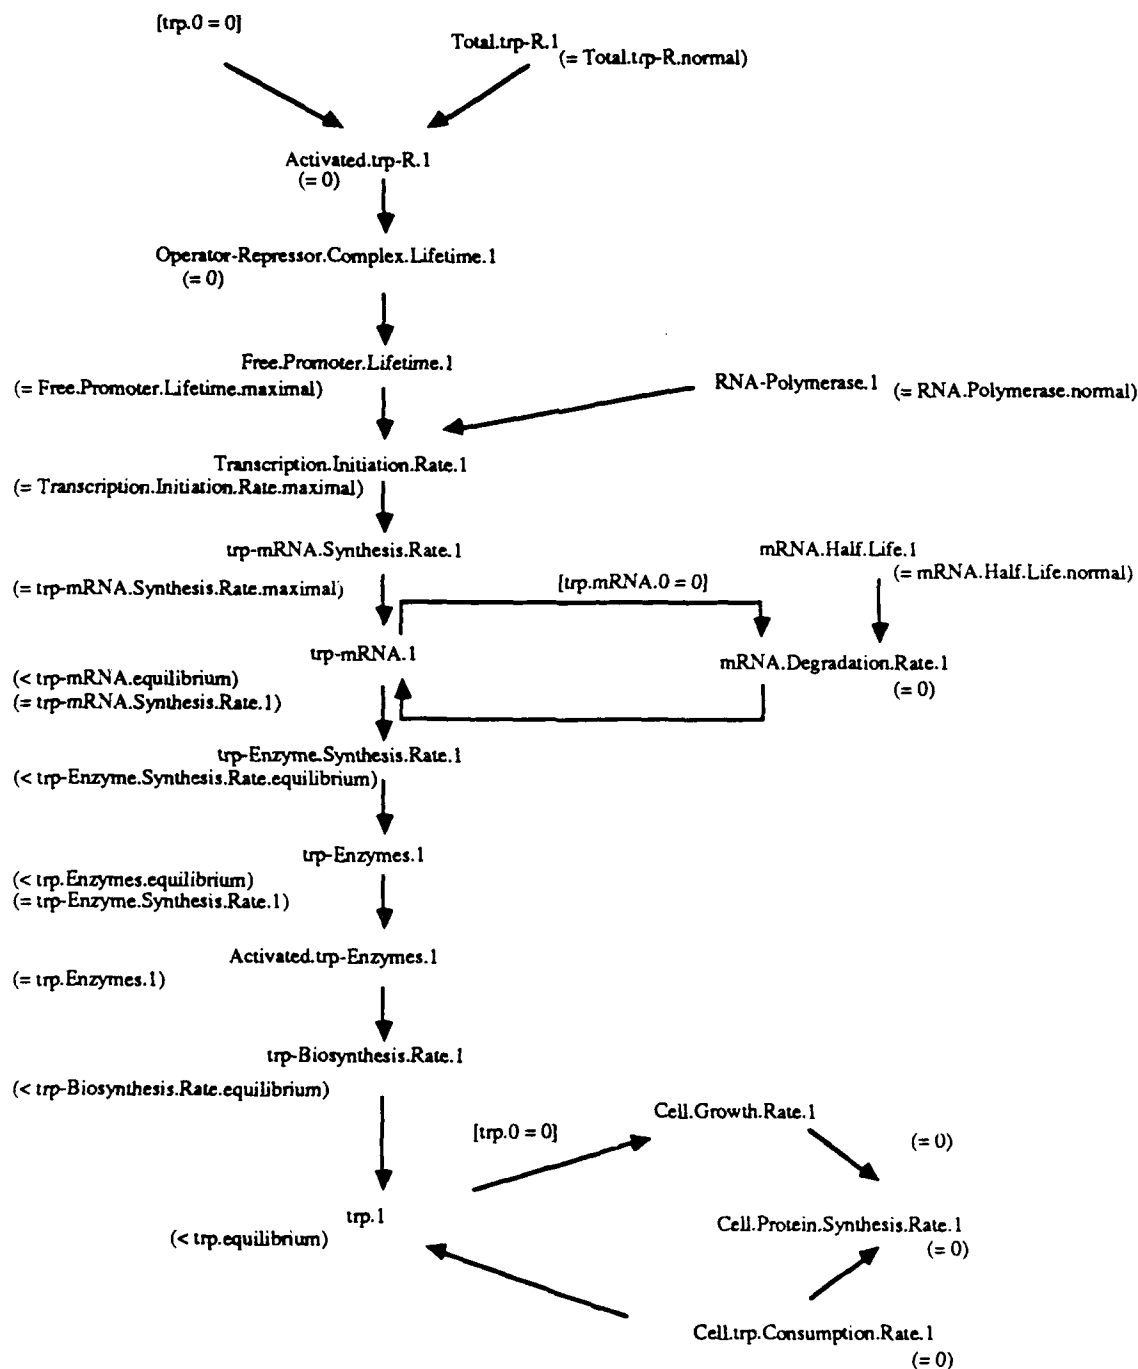 [trp.0 = 0]
Total.trp-R.1
(= Total.trp-R.normal)
Activated.trp-R.1
(= 0)
Operator-Repressor.Complex.Lifetime.1
(= 0)
Free.Promoter.Lifetime.1
(= Free.Promoter.Lifetime.maximal)
RNA-Polymerase.1
(= RNA.Polymerase.normal)
Transcription.Initiation.Rate.1
(= Transcription.Initiation.Rate.maximal)
trp-mRNA.Synthesis.Rate.1
(= trp-mRNA.Synthesis.Rate.maximal)
mRNA.Half.Life.1
(= mRNA.Half.Life.normal)
[trp.mRNA.0 = 0]
trp-mRNA.1
(< trp-mRNA.equilibrium)
(= trp-mRNA.Synthesis.Rate.1)
mRNA.Degradation.Rate.1
(= 0)
trp-Enzyme.Synthesis.Rate.1
(< trp-Enzyme.Synthesis.Rate.equilibrium)
trp-Enzymes.1
(< trp.Enzymes.equilibrium)
(= trp-Enzyme.Synthesis.Rate.1)
Activated.trp-Enzymes.1
(= trp.Enzymes.1)
trp-Biosynthesis.Rate.1
(< trp-Biosynthesis.Rate.equilibrium)
[trp.0 = 0]
Cell.Growth.Rate.1
(= 0)
trp.1
(< trp.equilibrium)
Cell.Protein.Synthesis.Rate.1
(= 0)
Cell.trp.Consumption.Rate.1
(= 0)